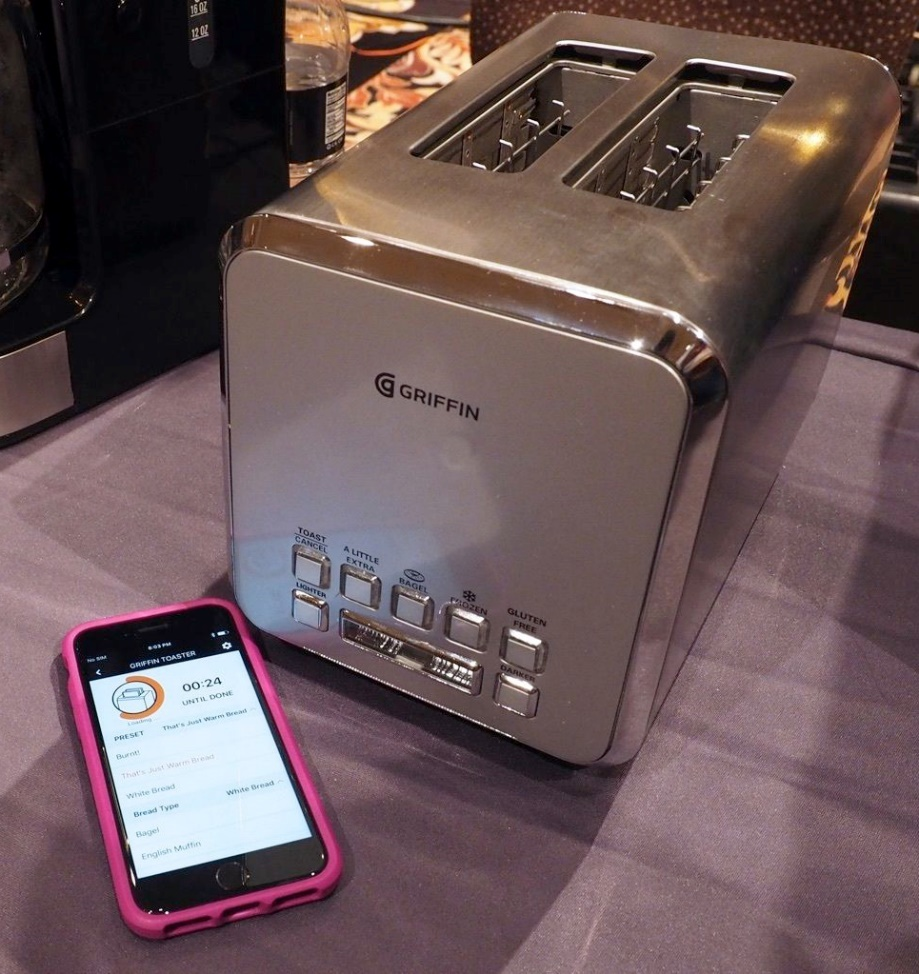 16 OZ
12 OZ
GRIFFIN
TOAST
CANCEL
A LITTLE
EXTRA
BAGEL
FROZEN
GLUTEN
FREE
LIGHTER
DARKER
No SIM
8:03 PM
GRIFFIN TOASTER
00:24
UNTIL DONE
Loading
PRESET
That's Just Warm Bread
Burnt!
That's Just Warm Bread
White Bread
Bread Type
White Bread
Bagel
English Muffin